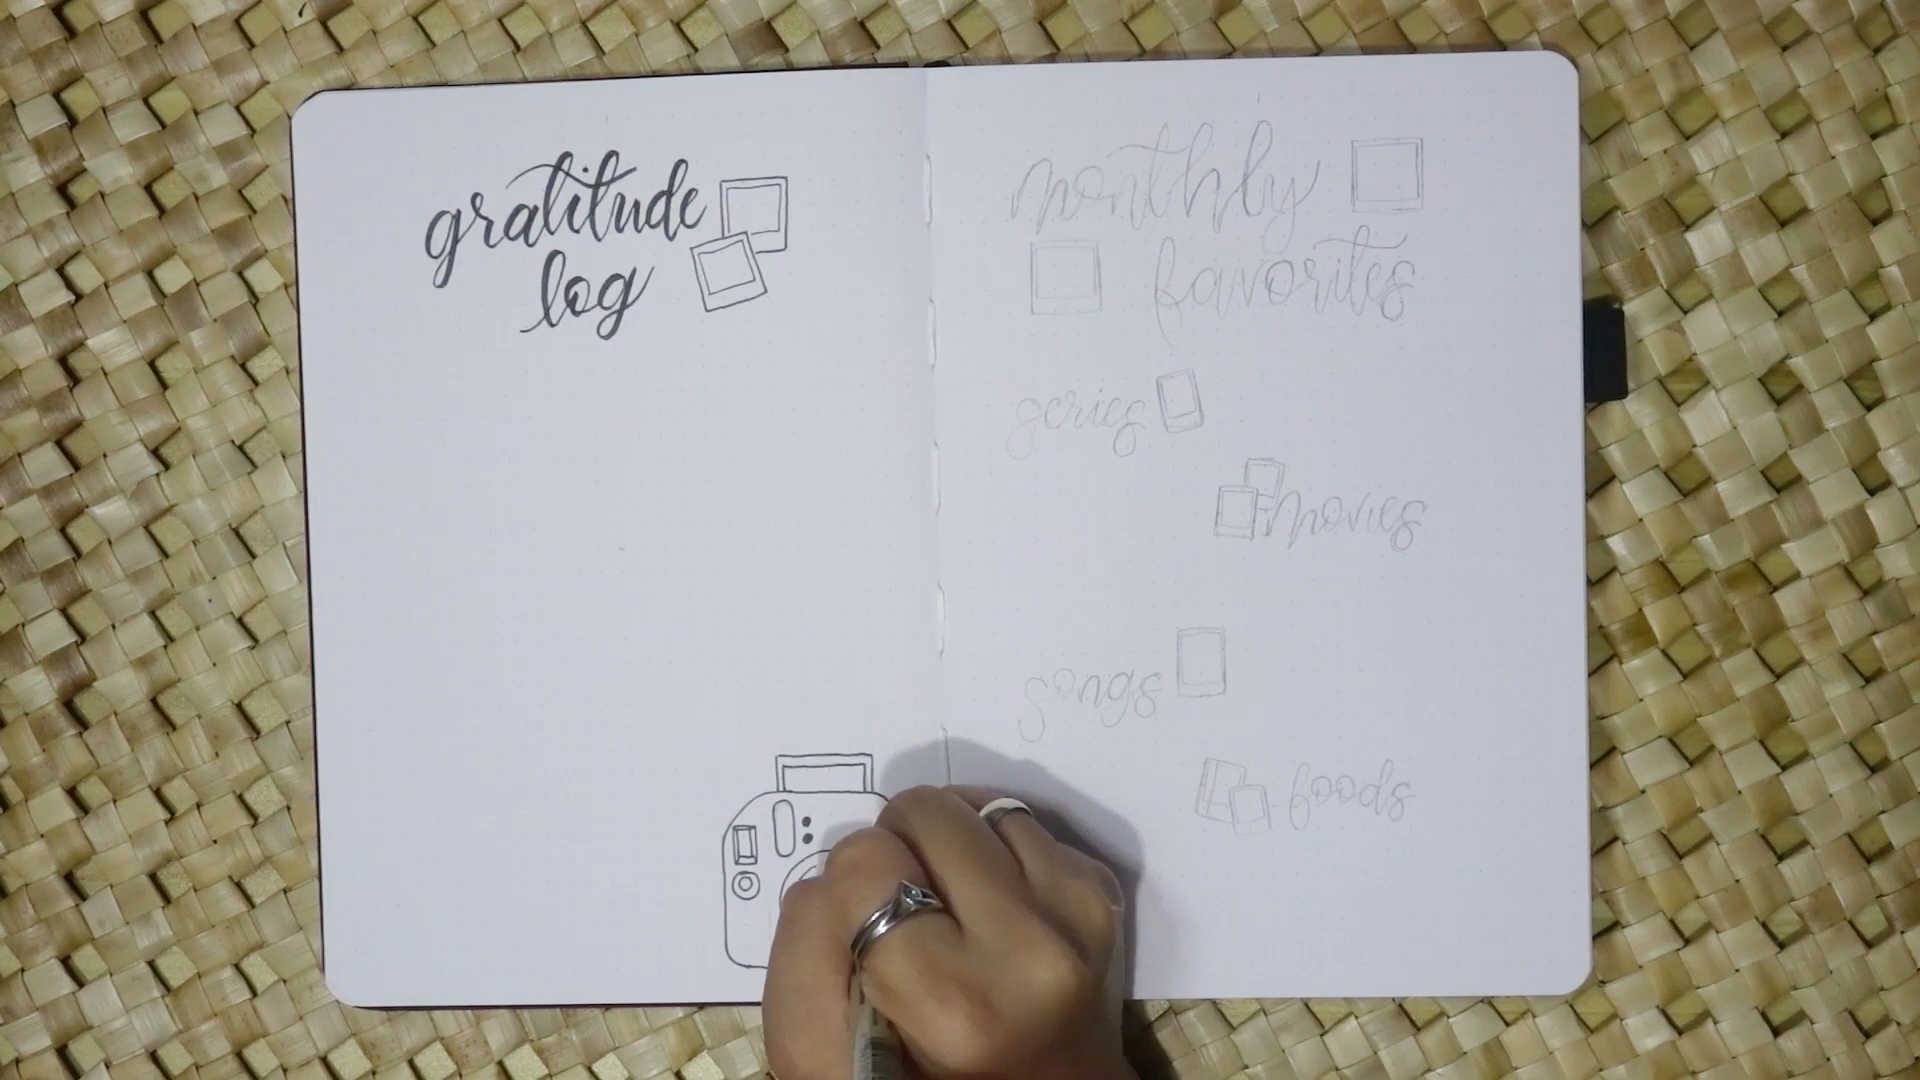 gratitude
log
monthly
favorites
series
movies
songs
foods